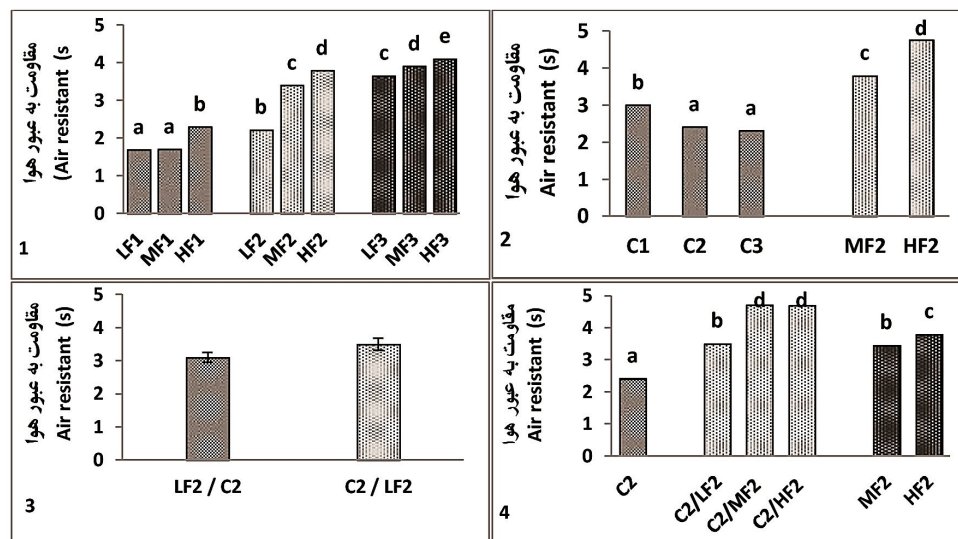 مقاومت به عبور هوا
(Air resistant (s
5
4
3
2
1
0
a a b b c d c d e
LF1 MF1 HF1 LF2 MF2 HF2 LF3 MF3 HF3
1
مقاومت به عبور هوا
Air resistant (s)
5
4
3
2
1
0
b a a c d
C1 C2 C3 MF2 HF2
2
مقاومت به عبور هوا
Air resistant (s)
5
4
3
2
1
0
LF2 / C2 C2 / LF2
3
مقاومت به عبور هوا
Air resistant (s)
5
4
3
2
1
0
a b d d b c
C2 C2/LF2 C2/MF2 C2/HF2 MF2 HF2
4